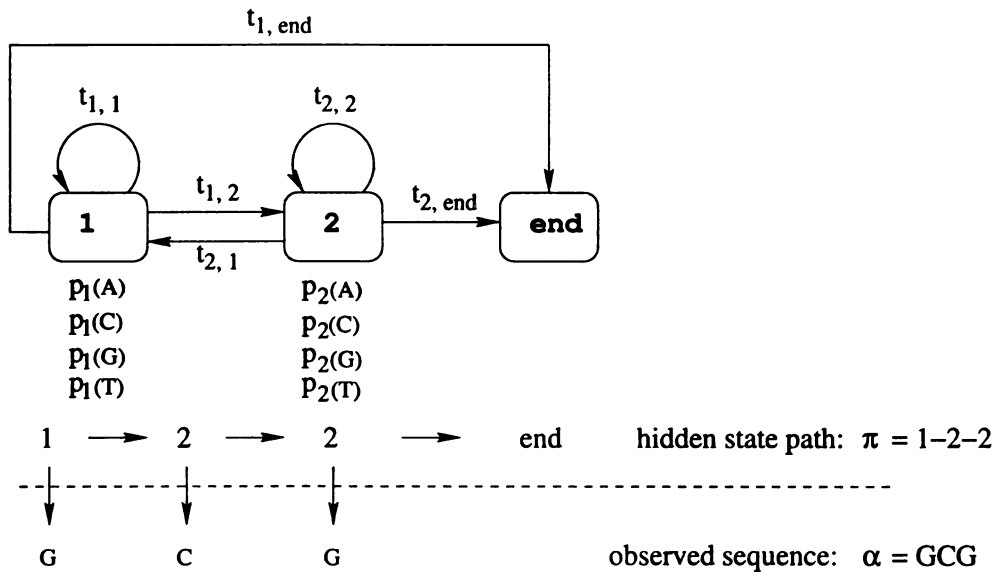 t1, end
t1, 1 t2, 2
t1, 2 t2, end
1 2 end
t2, 1
p1(A) p2(A)
p1(C) p2(C)
p1(G) p2(G)
p1(T) p2(T)
1 2 2 end hidden state path: π = 1–2–2
G C G observed sequence: α = GCG